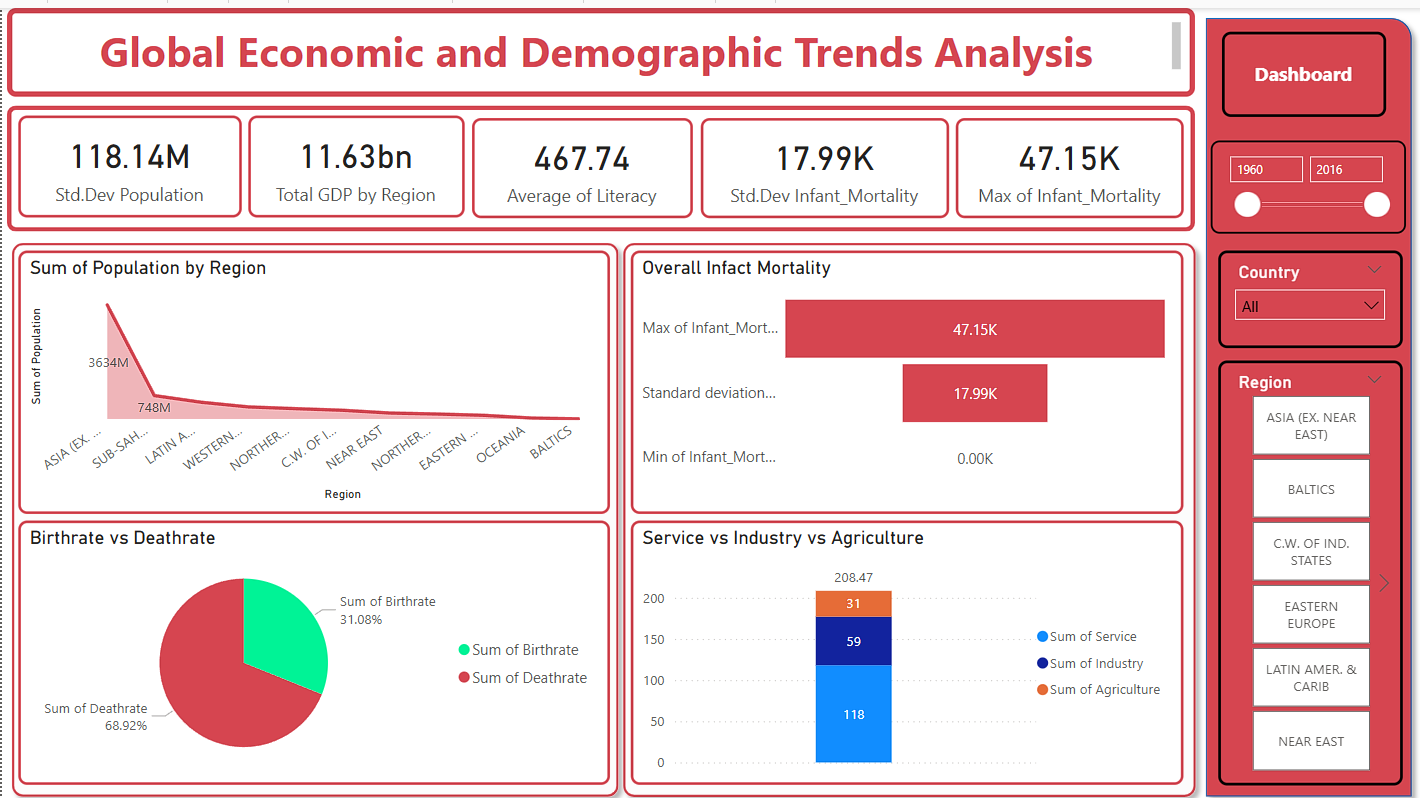 Global Economic and Demographic Trends Analysis
118.14M
Std.Dev Population
11.63bn
Total GDP by Region
467.74
Average of Literacy
17.99K
Std.Dev Infant_Mortality
47.15K
Max of Infant_Mortality
Sum of Population by Region
Sum of Population
3634M
748M
ASIA (EX. ...
SUB-SAH...
LATIN A...
WESTERN...
NORTHER...
C.W. OF I...
NEAR EAST
NORTHER...
EASTERN ...
OCEANIA
BALTICS
Region
Overall Infact Mortality
Max of Infant_Mort...
47.15K
Standard deviation...
17.99K
Min of Infant_Mort...
0.00K
Birthrate vs Deathrate
Sum of Birthrate
31.08%
Sum of Deathrate
68.92%
Sum of Birthrate
Sum of Deathrate
Service vs Industry vs Agriculture
208.47
200
150
100
50
0
31
59
118
Sum of Service
Sum of Industry
Sum of Agriculture
Dashboard
1960
2016
Country
All
Region
ASIA (EX. NEAR
EAST)
BALTICS
C.W. OF IND.
STATES
EASTERN
EUROPE
LATIN AMER. &
CARIB
NEAR EAST